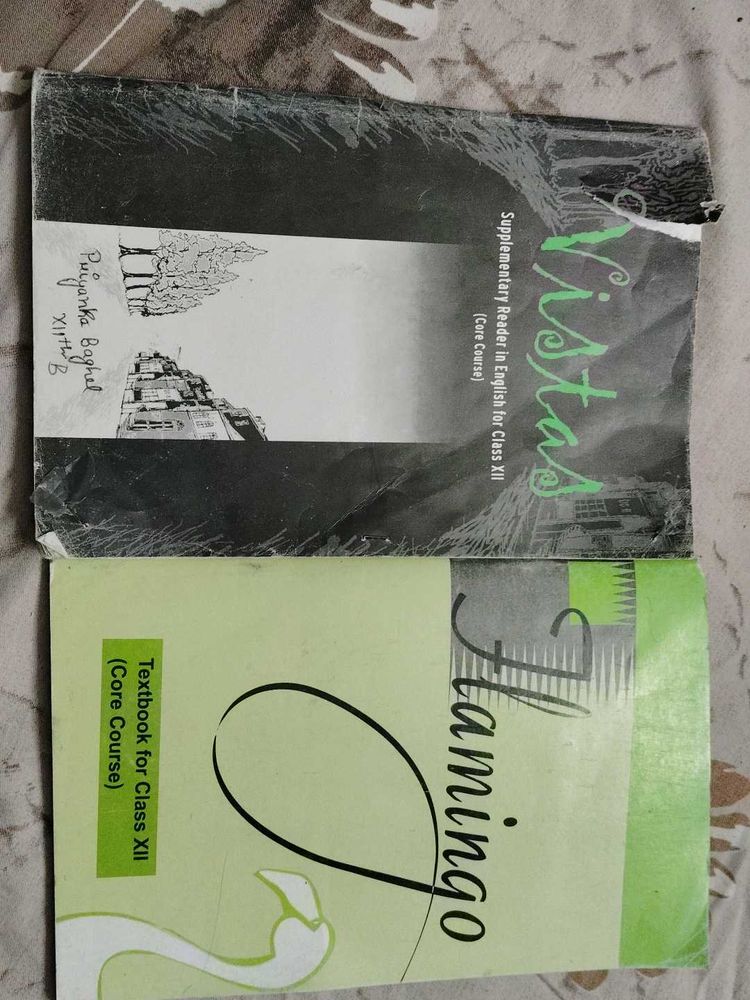 Vistas
Supplementary Reader in English for Class XII
(Core Course)
Priyanka Baghel
XIIth B
Flamingo
Textbook for Class XII
(Core Course)